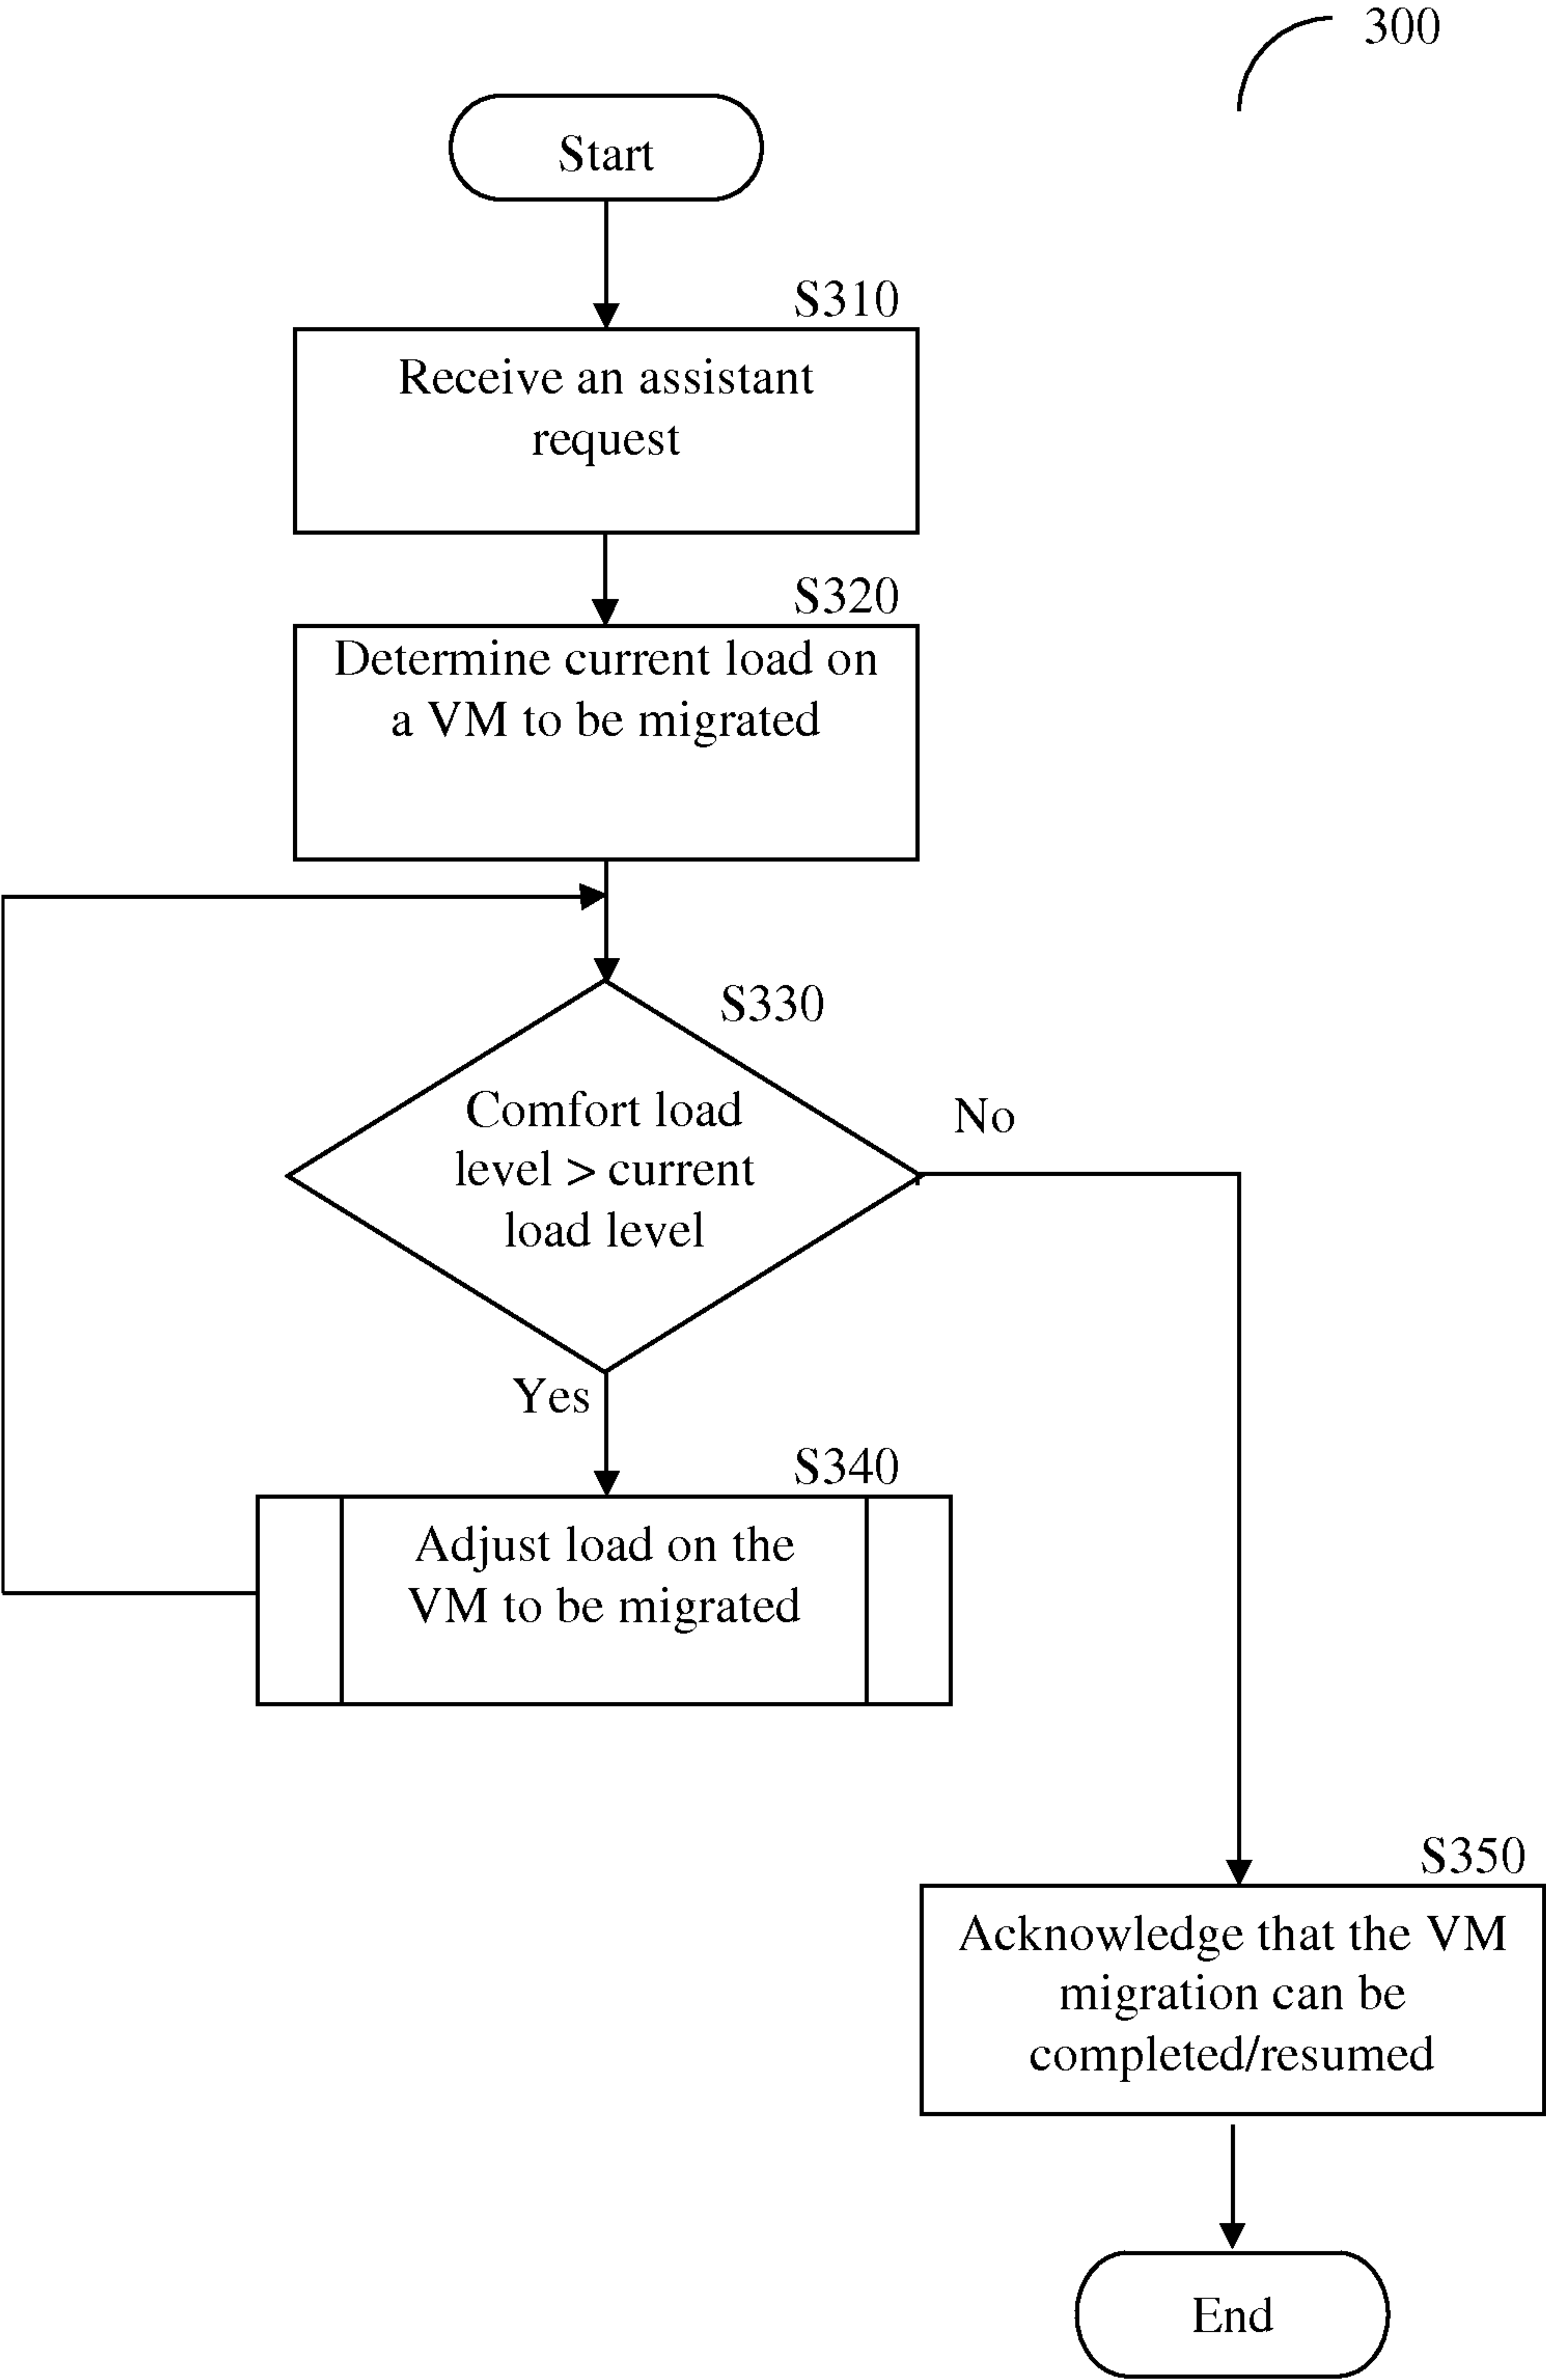 300
Start
S310
Receive an assistant
request
S320
Determine current load on
a VM to be migrated
S330
Comfort load
level > current
load level
No
Yes
S340
Adjust load on the
VM to be migrated
S350
Acknowledge that the VM
migration can be
completed/resumed
End